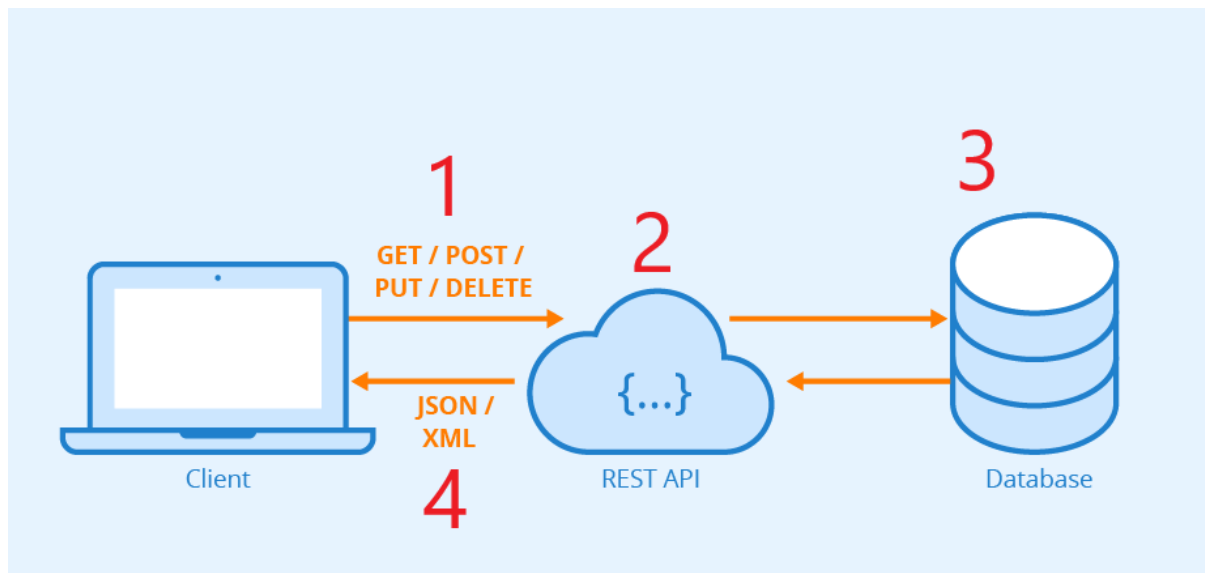 1
GET / POST /
PUT / DELETE
2
3
{...}
JSON /
XML
4
Client
REST API
Database